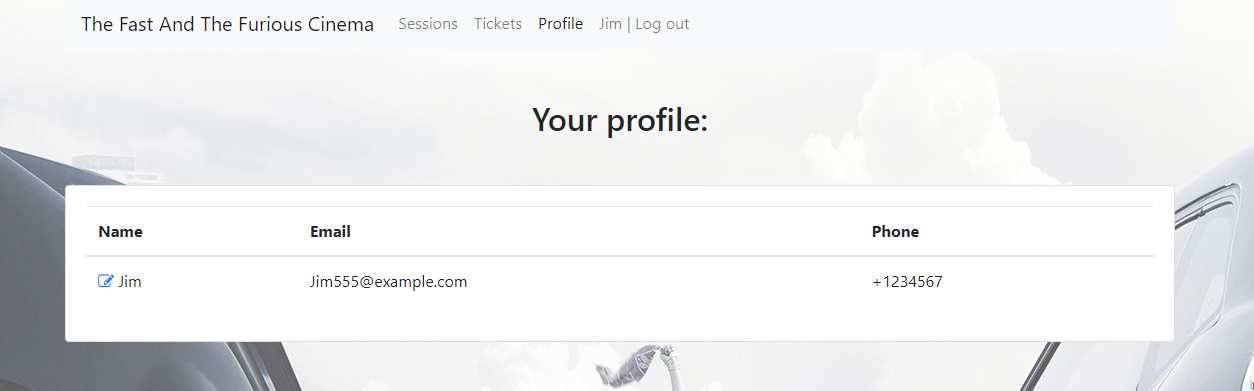 The Fast And The Furious Cinema Sessions Tickets Profile Jim | Log out
Your profile:
Name Email Phone
Jim Jim555@example.com +1234567